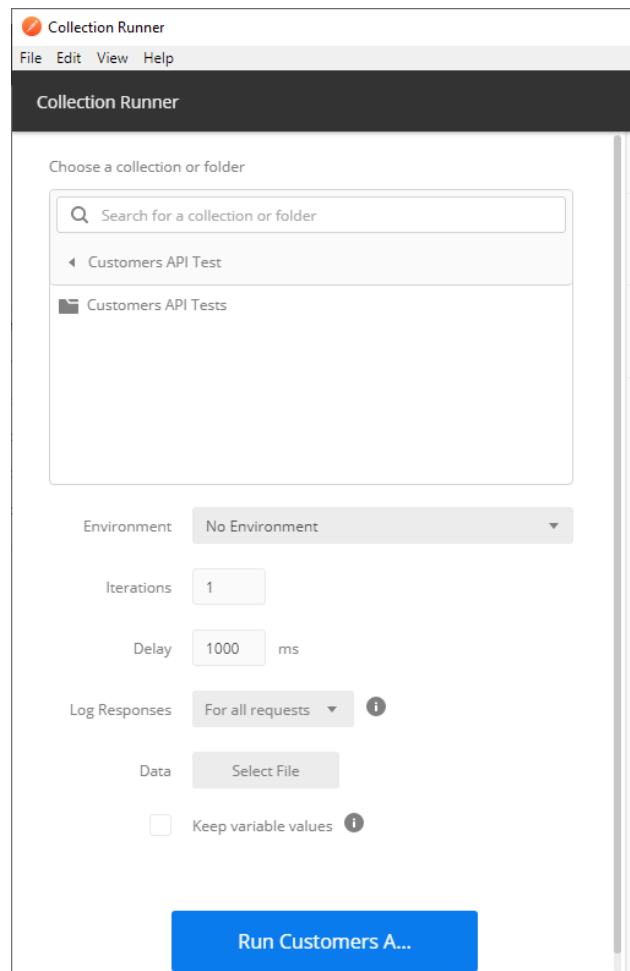 Collection Runner
File Edit View Help
Collection Runner
Choose a collection or folder
Search for a collection or folder
Customers API Test
Customers API Tests
Environment No Environment
Iterations 1
Delay 1000 ms
Log Responses For all requests
Data Select File
Keep variable values
Run Customers A...